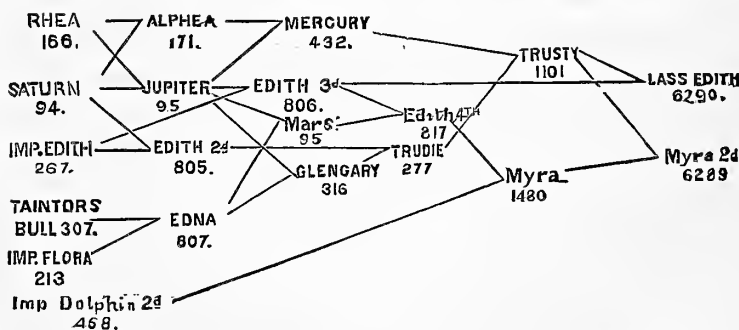 RHEA
166.
ALPHEA
171.
MERCURY
432.
TRUSTY
1101
SATURN
94.
JUPITER
95
EDITH 3d
806.
LASS EDITH
6290.
Mars
95
Edith 4TH
817
IMP. EDITH
267.
EDITH 2d
805.
GLENGARY
316
TRUDIE
277
Myra
1480
Myra 2d
6289
TAINTORS
BULL 307.
EDNA
807.
IMP. FLORA
213
Imp Dolphin 2d
468.